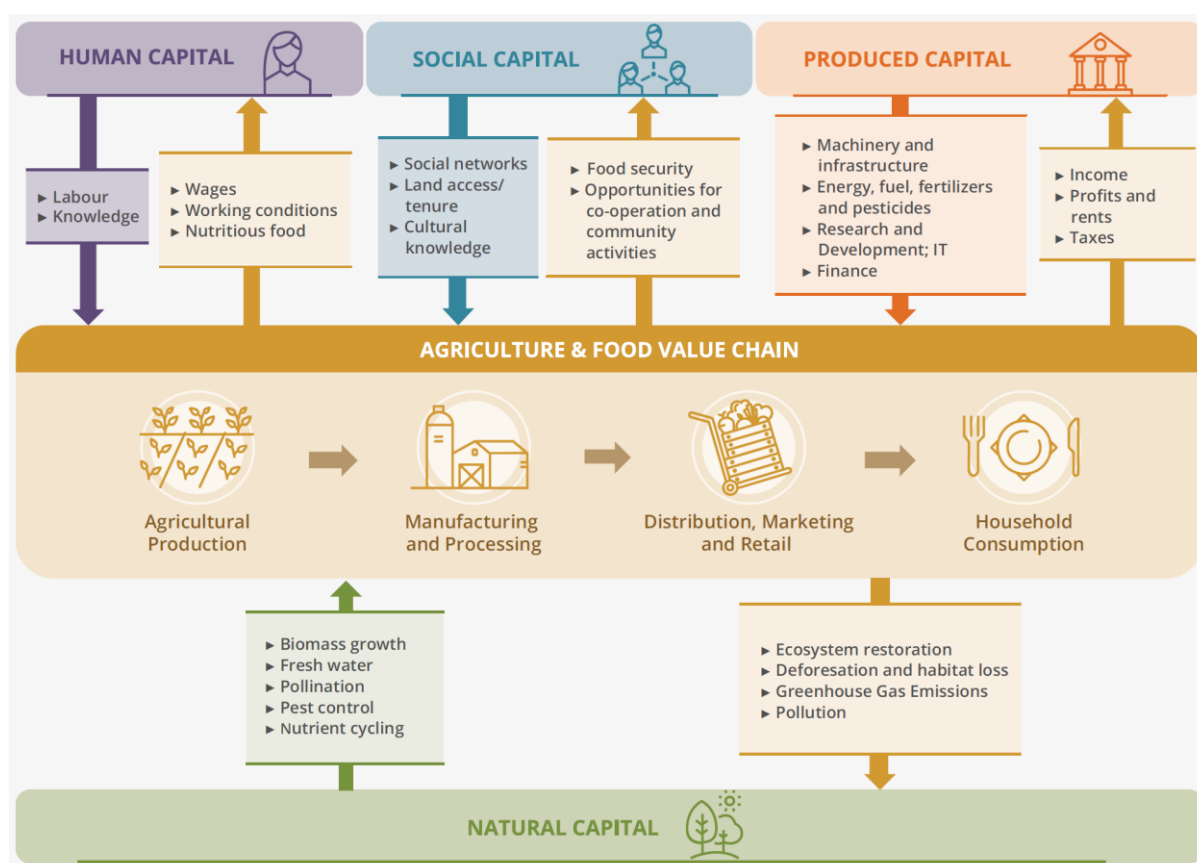 HUMAN CAPITAL
SOCIAL CAPITAL
PRODUCED CAPITAL
► Labour
► Knowledge
► Wages
► Working conditions
► Nutritious food
► Social networks
► Land access/
tenure
► Cultural
knowledge
► Food security
► Opportunities for
co-operation and
community
activities
► Machinery and
infrastructure
► Energy, fuel, fertilizers
and pesticides
► Research and
Development; IT
► Finance
► Income
► Profits and
rents
► Taxes
AGRICULTURE & FOOD VALUE CHAIN
Agricultural
Production
Manufacturing
and Processing
Distribution, Marketing
and Retail
Household
Consumption
► Biomass growth
► Fresh water
► Pollination
► Pest control
► Nutrient cycling
► Ecosystem restoration
► Deforesation and habitat loss
► Greenhouse Gas Emissions
► Pollution
NATURAL CAPITAL